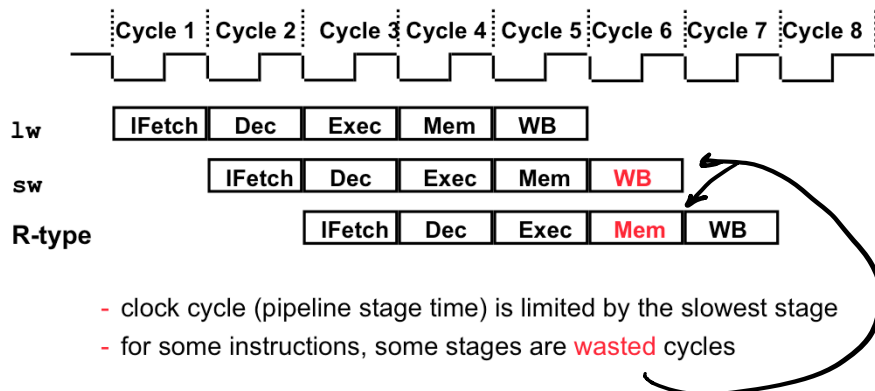 Cycle 1 Cycle 2 Cycle 3 Cycle 4 Cycle 5 Cycle 6 Cycle 7 Cycle 8
lw IFetch Dec Exec Mem WB
sw IFetch Dec Exec Mem WB
R-type IFetch Dec Exec Mem WB
- clock cycle (pipeline stage time) is limited by the slowest stage
- for some instructions, some stages are wasted cycles